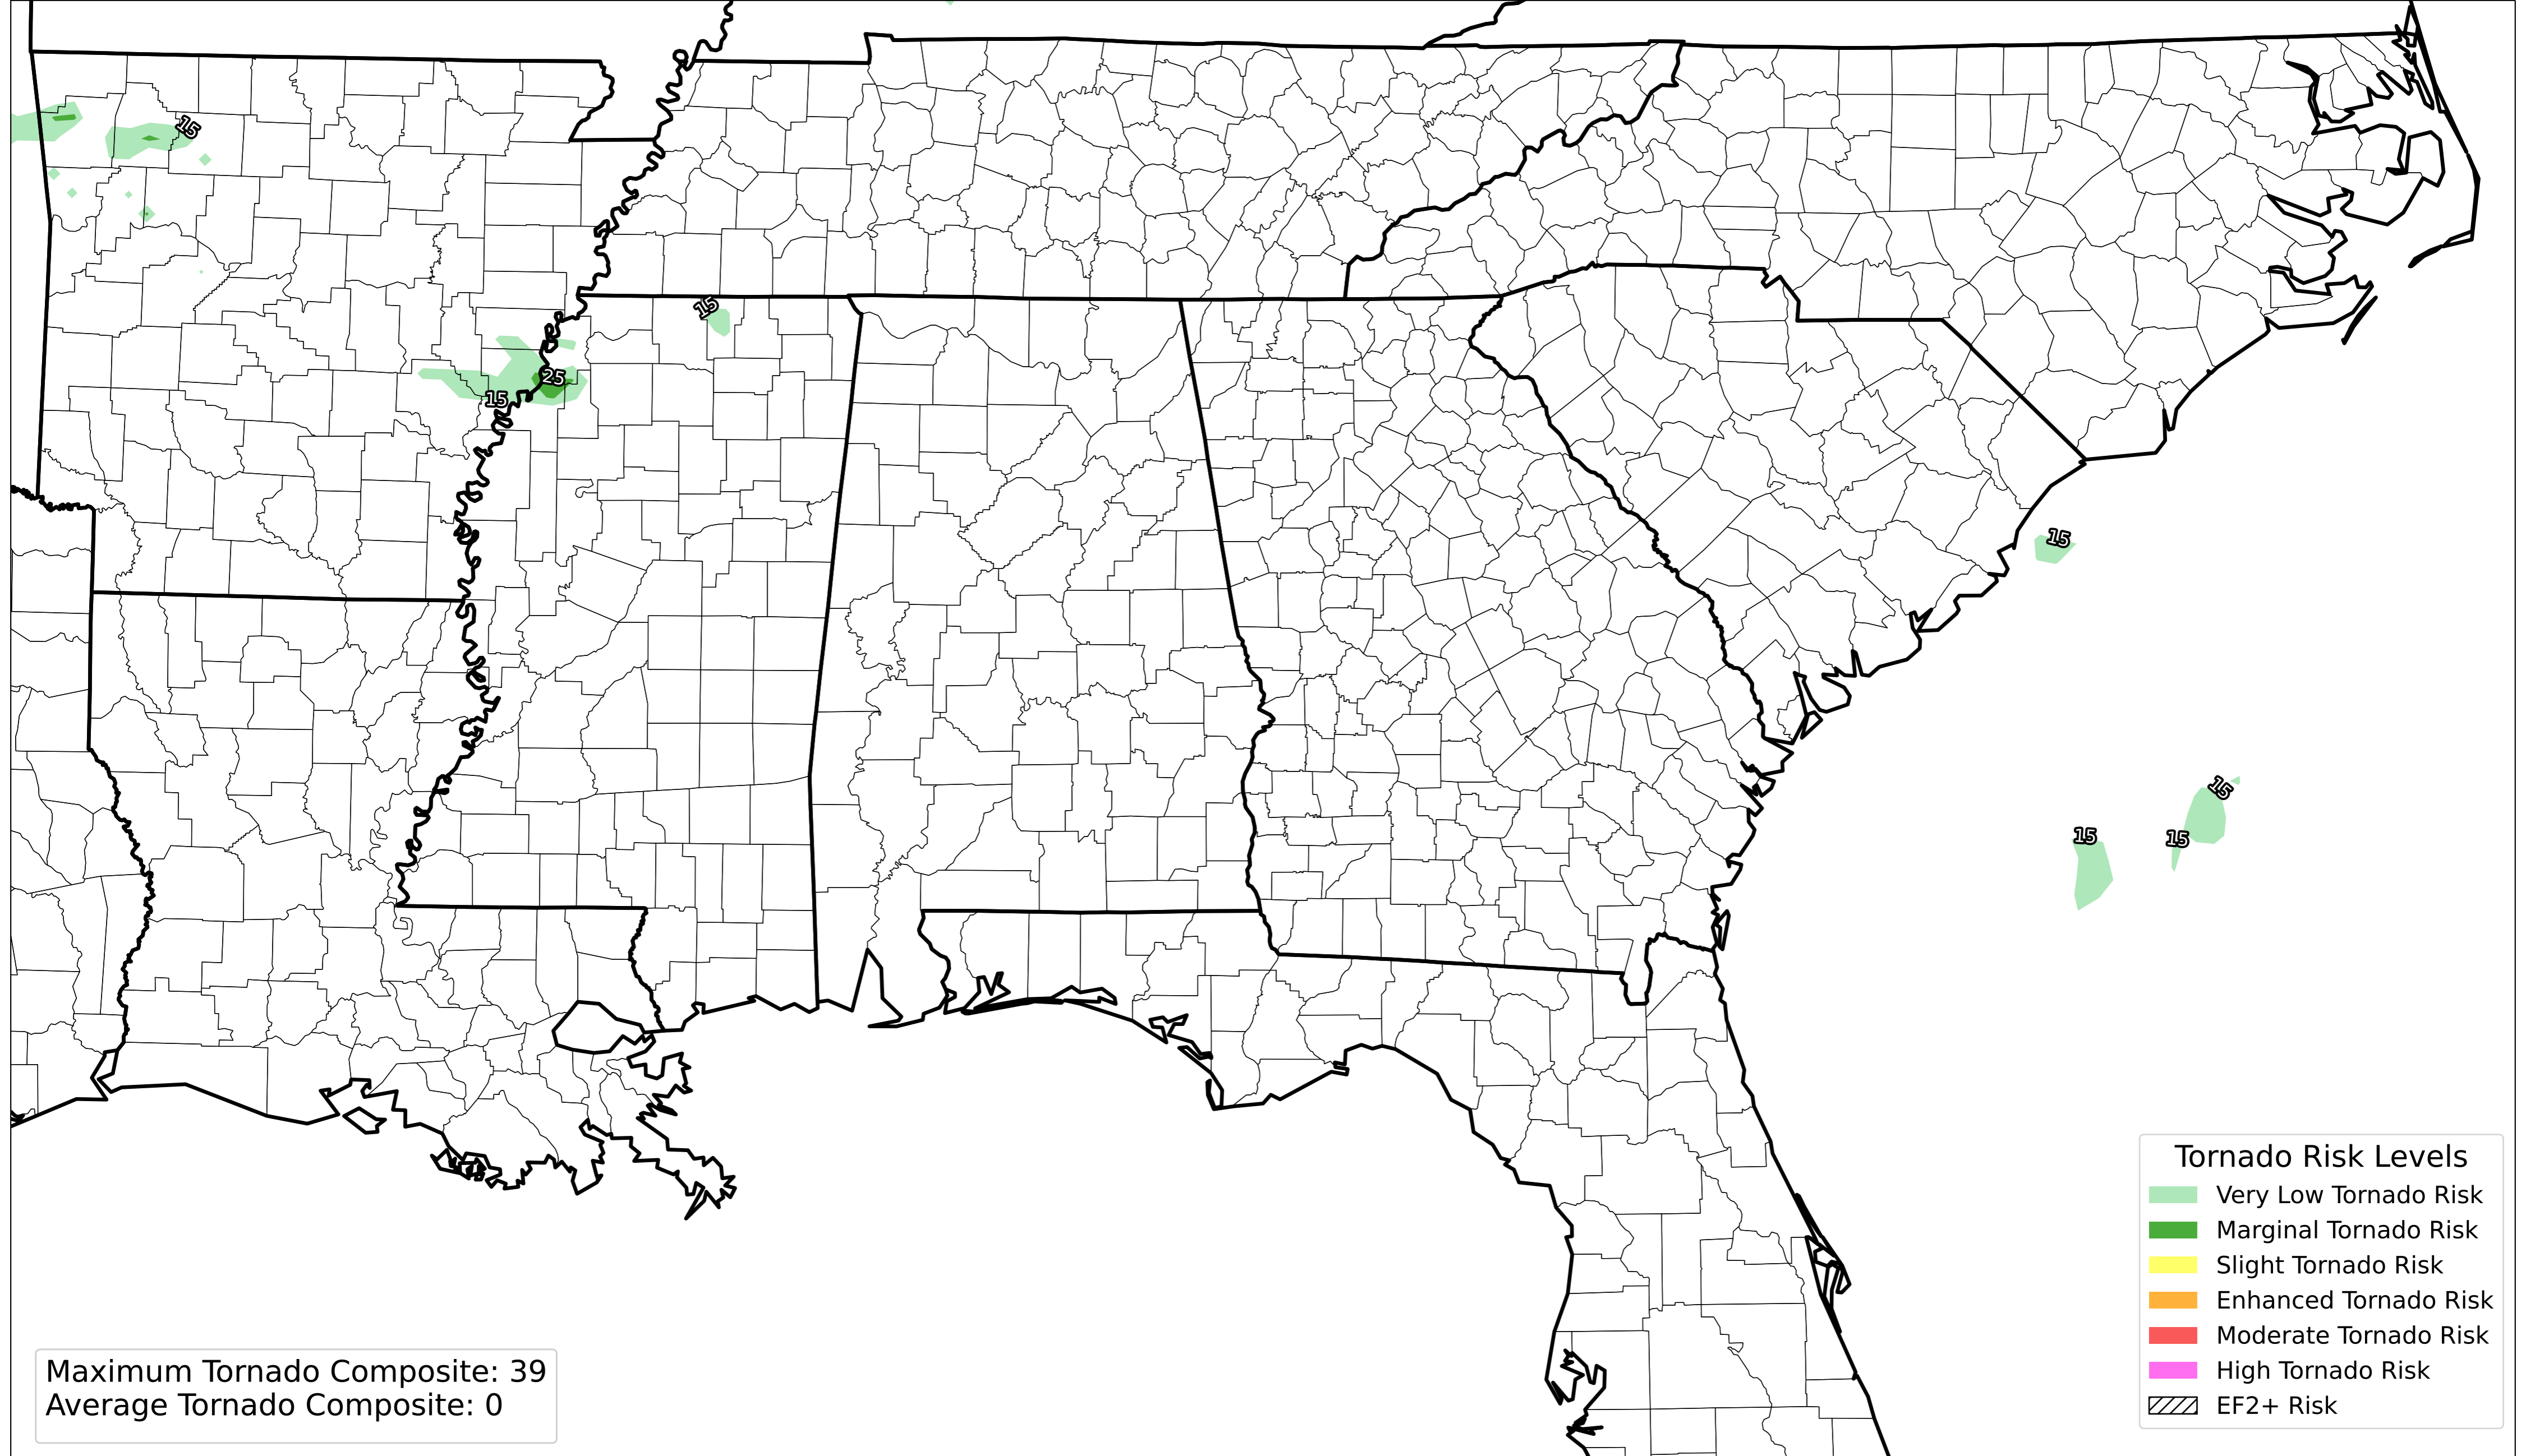 15
15
25
15
15
15
15
15
Tornado Risk Levels
Very Low Tornado Risk
Marginal Tornado Risk
Slight Tornado Risk
Enhanced Tornado Risk
Moderate Tornado Risk
High Tornado Risk
EF2+ Risk
Maximum Tornado Composite: 39
Average Tornado Composite: 0